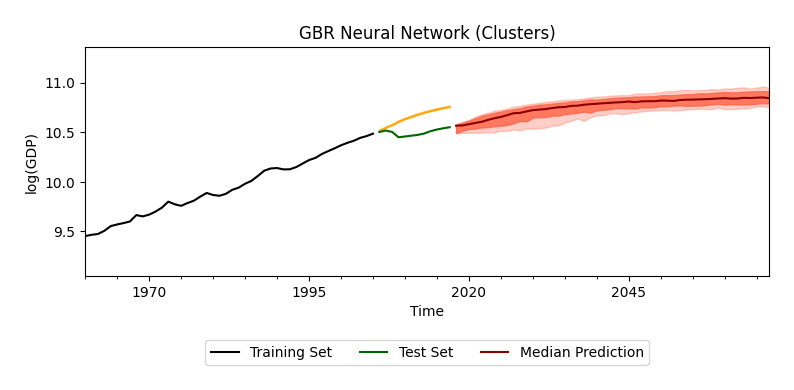 GBR Neural Network (Clusters)
11.0
10.5
10.0
9.5
log(GDP)
1970 1995 2020 2045
Time
Training Set Test Set Median Prediction